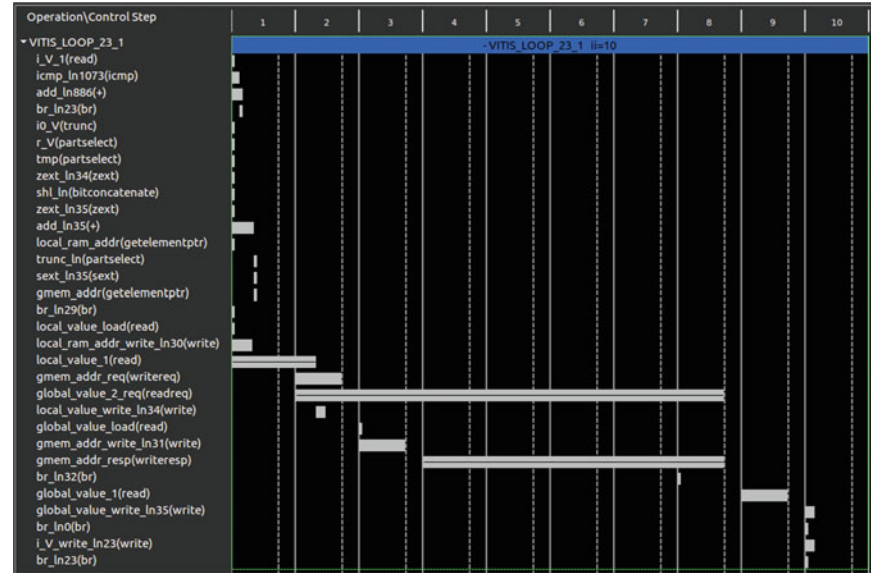 Operation\Control Step 1 2 3 4 5 6 7 8 9 10
VITIS_LOOP_23_1 - VITIS_LOOP_23_1 ii=10
i_V_1(read)
icmp_ln1073(icmp)
add_ln886(+)
br_ln23(br)
i0_V(trunc)
r_V(partselect)
tmp(partselect)
zext_ln34(zext)
shl_ln(bitconcatenate)
zext_ln35(zext)
add_ln35(+)
local_ram_addr(getelementptr)
trunc_ln(partselect)
sext_ln35(sext)
gmem_addr(getelementptr)
br_ln29(br)
local_value_load(read)
local_ram_addr_write_ln30(write)
local_value_1(read)
gmem_addr_req(writereq)
global_value_2_req(readreq)
local_value_write_ln34(write)
global_value_load(read)
gmem_addr_write_ln31(write)
gmem_addr_resp(writeresp)
br_ln32(br)
global_value_1(read)
global_value_write_ln35(write)
br_ln0(br)
i_V_write_ln23(write)
br_ln23(br)